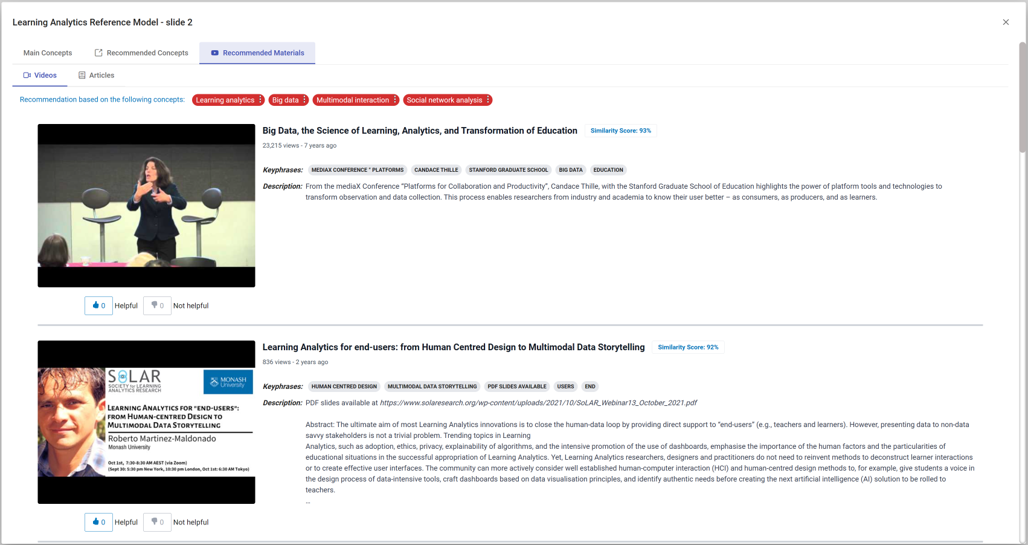 Learning Analytics Reference Model - slide 2
Main Concepts
Recommended Concepts
Recommended Materials
Videos
Articles
Recommendation based on the following concepts:
Learning analytics
Big data
Multimodal interaction
Social network analysis
Big Data, the Science of Learning, Analytics, and Transformation of Education
Similarity Score: 93%
23,215 views - 7 years ago
Keyphrases:
MEDIAX CONFERENCE " PLATFORMS
CANDACE THILLE
STANFORD GRADUATE SCHOOL
BIG DATA
EDUCATION
Description: From the mediaX Conference "Platforms for Collaboration and Productivity", Candace Thille, with the Stanford Graduate School of Education highlights the power of platform tools and technologies to
transform observation and data collection. This process enables researchers from industry and academia to know their user better – as consumers, as producers, and as learners.
0 Helpful
0 Not helpful
SOLAR
SOCIETY for LEARNING
ANALYTICS RESEARCH
MONASH
University
LEARNING ANALYTICS FOR "END-USERS":
FROM HUMAN-CENTRED DESIGN TO
MULTIMODAL DATA STORYTELLING
Roberto Martinez-Maldonado
Monash University
Oct 1st, 7:30-8:30 AEST (via Zoom)
(Sept 30: 5:30 pm New York, 10:30 pm London, Oct 1st: 6:30 AM Tokyo)
Learning Analytics for end-users: from Human Centred Design to Multimodal Data Storytelling
Similarity Score: 92%
836 views - 2 years ago
Keyphrases:
HUMAN CENTRED DESIGN
MULTIMODAL DATA STORYTELLING
PDF SLIDES AVAILABLE
USERS
END
Description: PDF slides available at https://www.solaresearch.org/wp-content/uploads/2021/10/SoLAR_Webinar13_October_2021.pdf
Abstract: The ultimate aim of most Learning Analytics innovations is to close the human-data loop by providing direct support to "end-users" (e.g., teachers and learners). However, presenting data to non-data
savvy stakeholders is not a trivial problem. Trending topics in Learning
Analytics, such as adoption, ethics, privacy, explainability of algorithms, and the intensive promotion of the use of dashboards, emphasise the importance of the human factors and the particularities of
educational situations in the successful appropriation of Learning Analytics. Yet, Learning Analytics researchers, designers and practitioners do not need to reinvent methods to deconstruct learner interactions
or to create effective user interfaces. The community can more actively consider well established human-computer interaction (HCI) and human-centred design methods to, for example, give students a voice in
the design process of data-intensive tools, craft dashboards based on data visualisation principles, and identify authentic needs before creating the next artificial intelligence (AI) solution to be rolled to
teachers.
...
0 Helpful
0 Not helpful